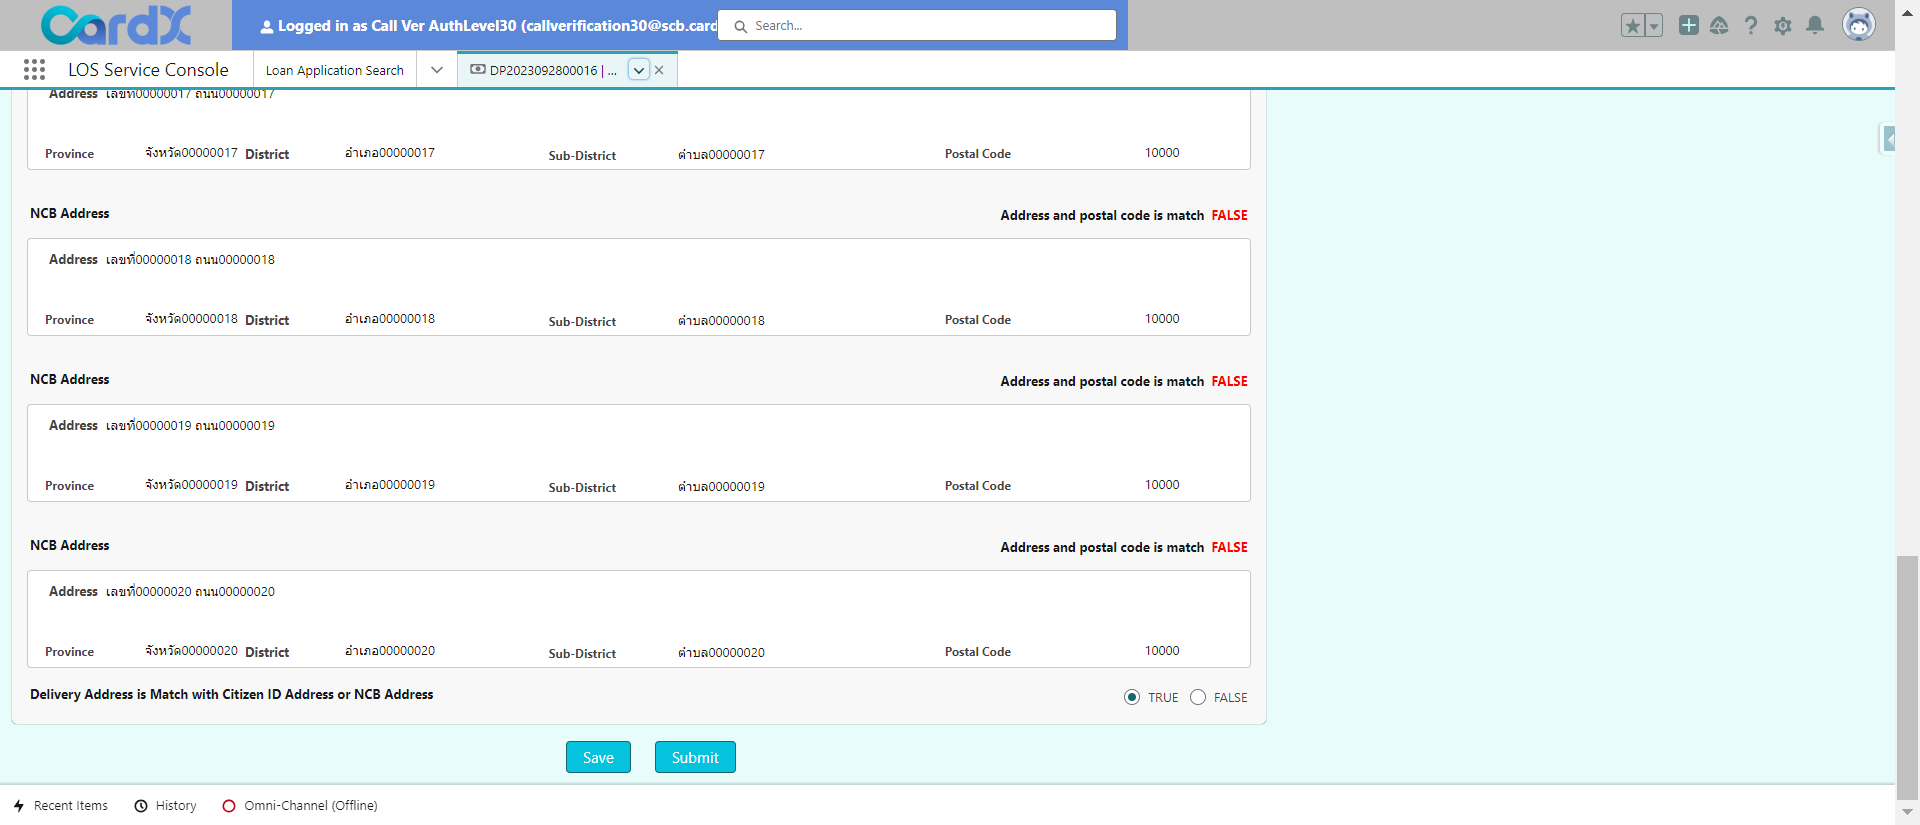 CardX
Logged in as Call Ver AuthLevel30 (callverification30@scb.card
Search...
LOS Service Console
Loan Application Search
DP2023092800016 | ...
Address เลขที่00000017 ถนน00000017
Province จังหวัด00000017 District อำเภอ00000017 Sub-District ตำบล00000017 Postal Code 10000
NCB Address Address and postal code is match FALSE
Address เลขที่00000018 ถนน00000018
Province จังหวัด00000018 District อำเภอ00000018 Sub-District ตำบล00000018 Postal Code 10000
NCB Address Address and postal code is match FALSE
Address เลขที่00000019 ถนน00000019
Province จังหวัด00000019 District อำเภอ00000019 Sub-District ตำบล00000019 Postal Code 10000
NCB Address Address and postal code is match FALSE
Address เลขที่00000020 ถนน00000020
Province จังหวัด00000020 District อำเภอ00000020 Sub-District ตำบล00000020 Postal Code 10000
Delivery Address is Match with Citizen ID Address or NCB Address TRUE FALSE
Save Submit
Recent Items History Omni-Channel (Offline)